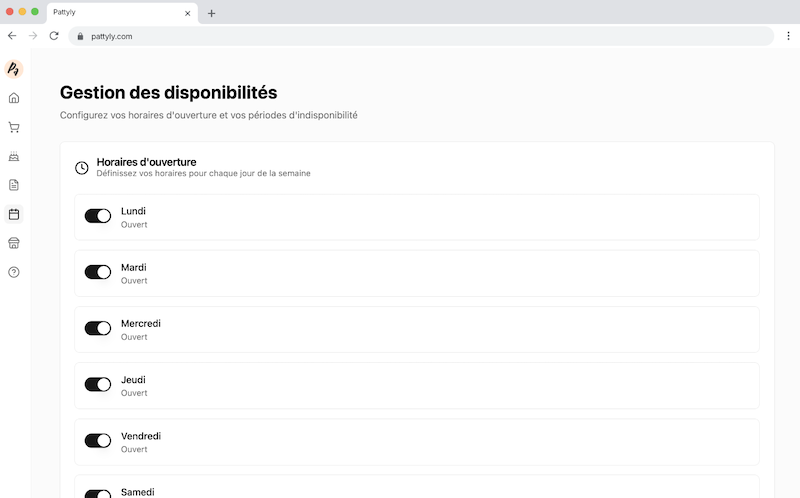 Pattyly
pattyly.com
Gestion des disponibilités
Configurez vos horaires d'ouverture et vos périodes d'indisponibilité
Horaires d'ouverture
Définissez vos horaires pour chaque jour de la semaine
Lundi
Ouvert
Mardi
Ouvert
Mercredi
Ouvert
Jeudi
Ouvert
Vendredi
Ouvert
Samedi